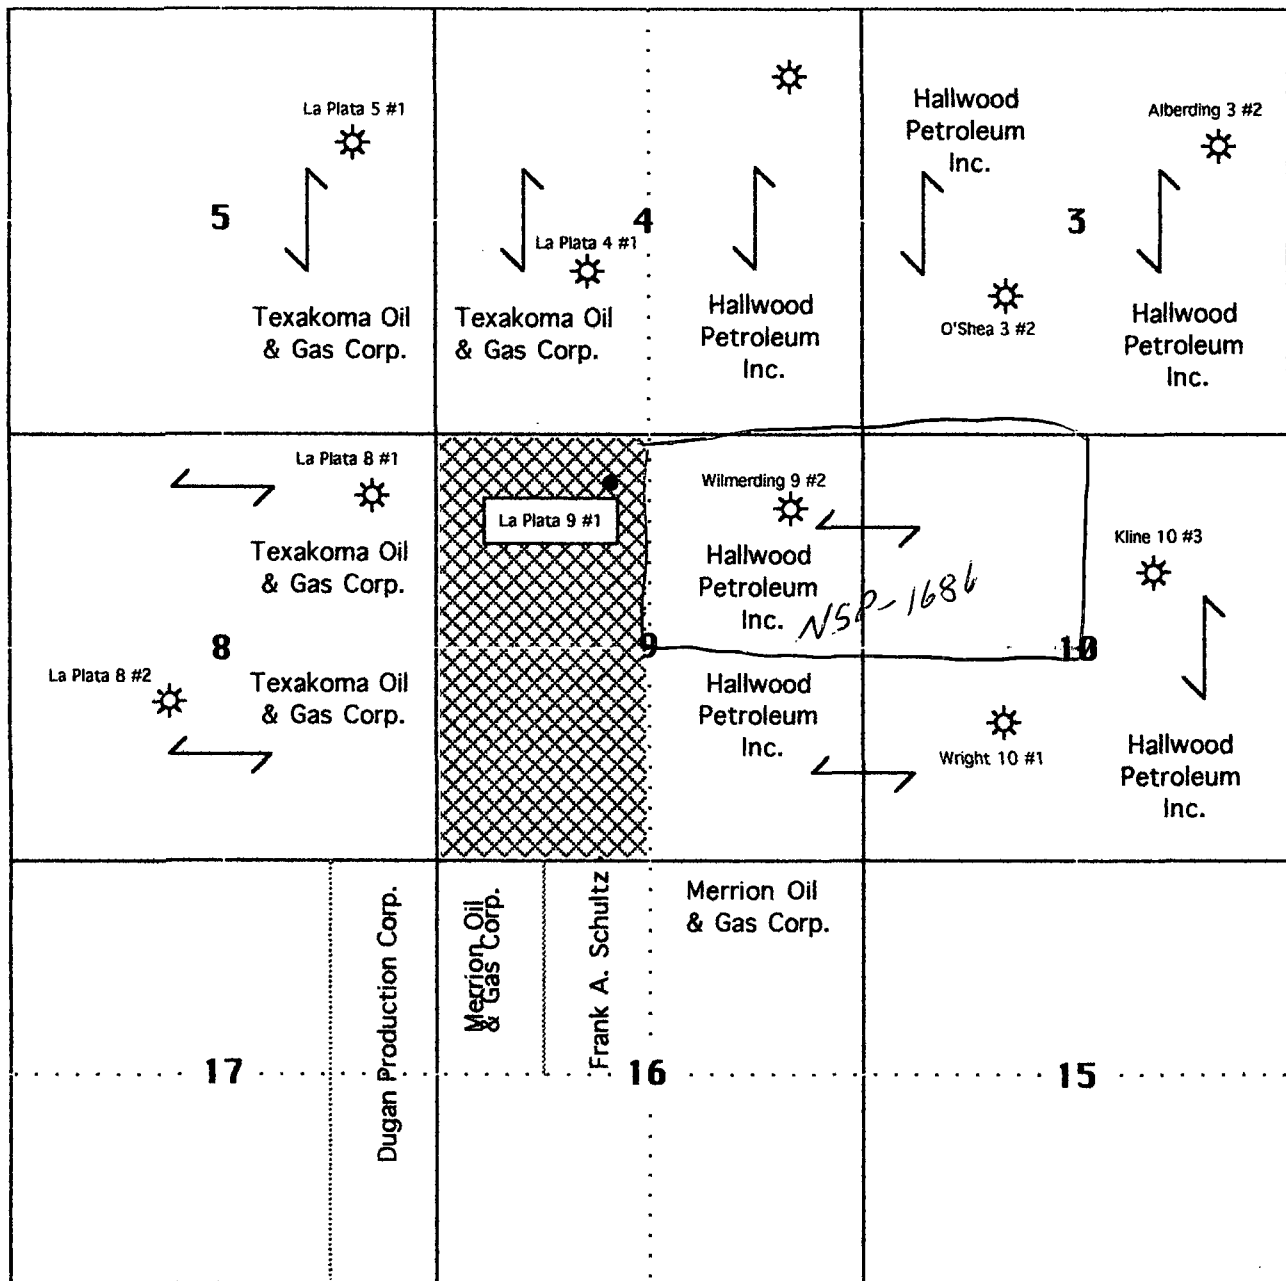 La Plata 5 #1
5
Texakoma Oil
& Gas Corp.
4
La Plata 4 #1
Texakoma Oil
& Gas Corp.
Hallwood
Petroleum
Inc.
Hallwood
Petroleum
Inc.
3
O'Shea 3 #2
Alberding 3 #2
Hallwood
Petroleum
Inc.
La Plata 8 #1
Texakoma Oil
& Gas Corp.
8
La Plata 8 #2
Texakoma Oil
& Gas Corp.
La Plata 9 #1
9
Wilmerding 9 #2
Hallwood
Petroleum
Inc.
NSP-1686
Hallwood
Petroleum
Inc.
10
Kline 10 #3
Wright 10 #1
Hallwood
Petroleum
Inc.
17
Dugan Production Corp.
Merrion Oil
& Gas Corp.
Frank A. Schultz
16
Merrion Oil
& Gas Corp.
15